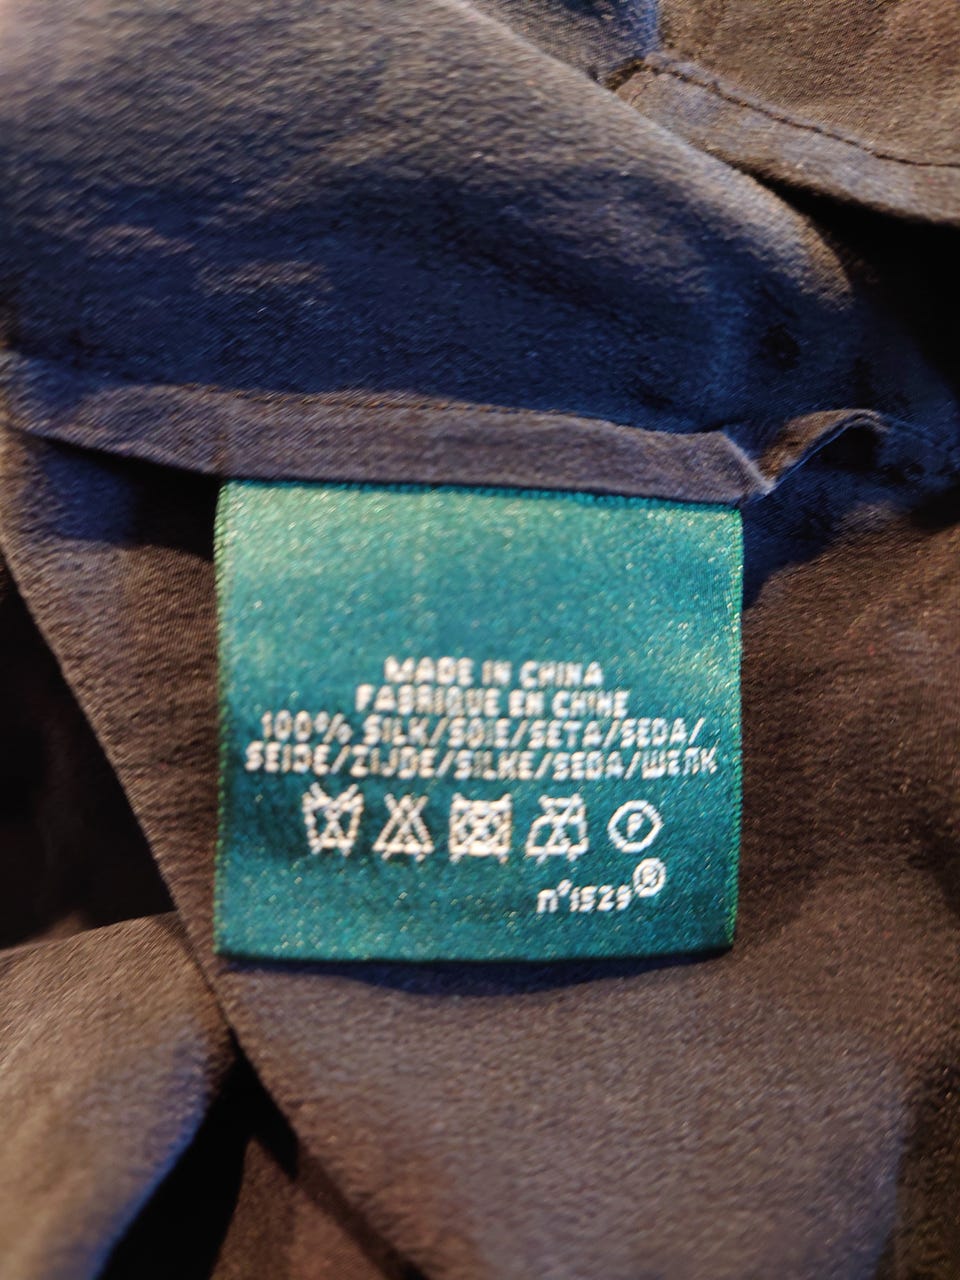 MADE IN CHINA
FABRIQUE EN CHINE
100% SILK/SOIE/SETA/SEDA/
SEIDE/ZIJDE/SILKE/SEDA/ШЕЛК
P
n°1529®